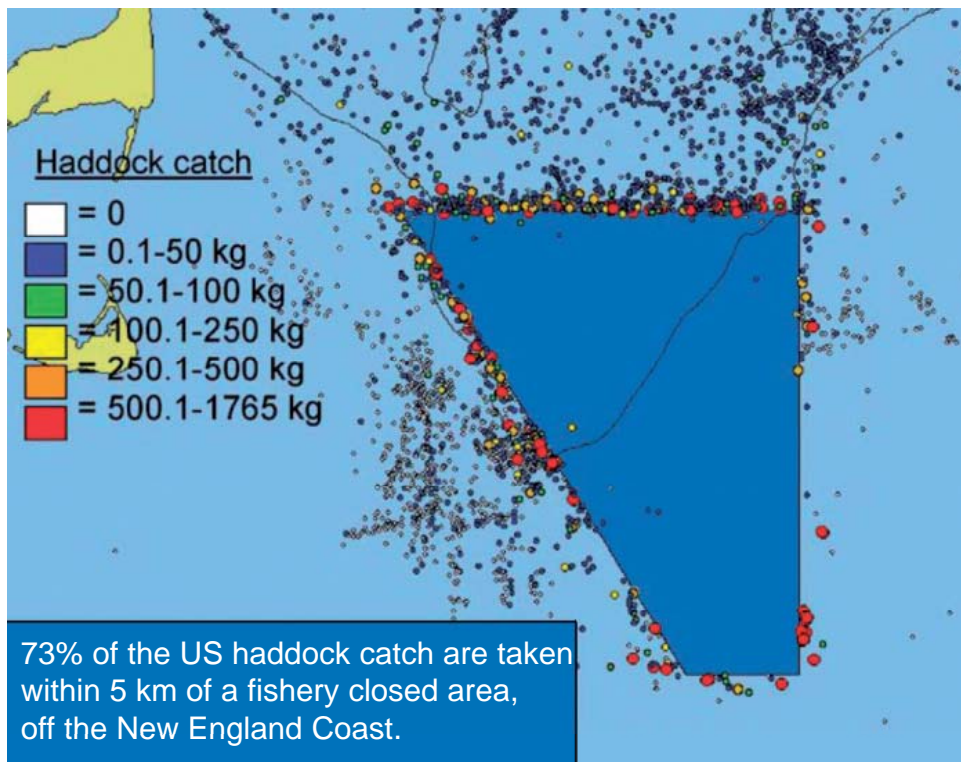 Haddock catch
= 0
= 0.1-50 kg
= 50.1-100 kg
= 100.1-250 kg
= 250.1-500 kg
= 500.1-1765 kg
73% of the US haddock catch are taken
within 5 km of a fishery closed area,
off the New England Coast.